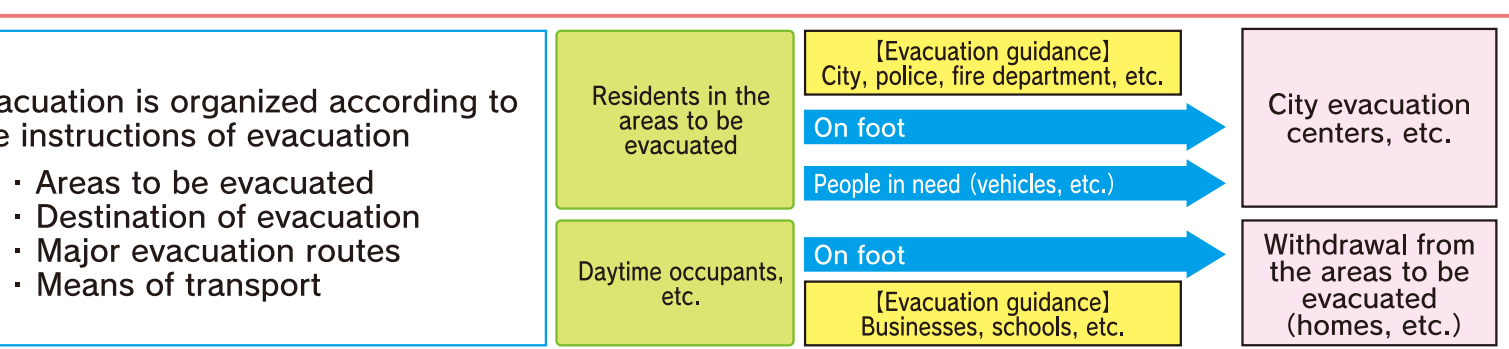 acuation is organized according to
e instructions of evacuation
· Areas to be evacuated
· Destination of evacuation
· Major evacuation routes
· Means of transport
Residents in the
areas to be
evacuated
【Evacuation guidance】
City, police, fire department, etc.
On foot
People in need (vehicles, etc.)
City evacuation
centers, etc.
Daytime occupants,
etc.
On foot
【Evacuation guidance】
Businesses, schools, etc.
Withdrawal from
the areas to be
evacuated
(homes, etc.)